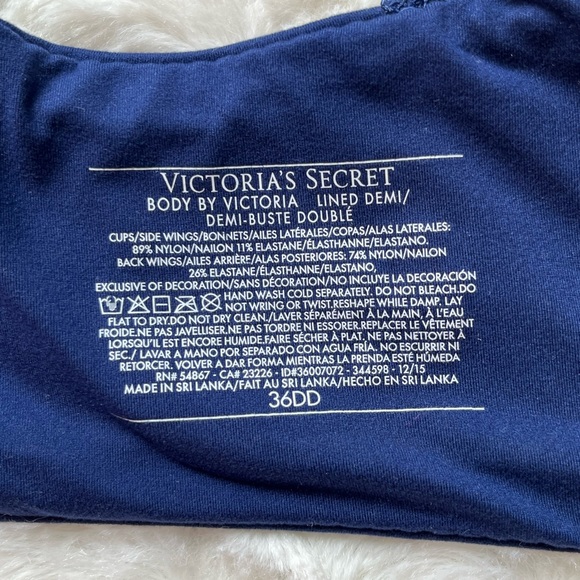 VICTORIA'S SECRET
BODY BY VICTORIA LINED DEMI/
DEMI-BUSTE DOUBLÉ
CUPS/SIDE WINGS/BONNETS/AILES LATÉRALES/COPAS/ALAS LATERALES:
89% NYLON/NAILON 11% ELASTANE/ÉLASTHANNE/ELASTANO.
BACK WINGS/AILES ARRIÈRE/ALAS POSTERIORES: 74% NYLON/NAILON
26% ELASTANE/ÉLASTHANNE/ELASTANO,
EXCLUSIVE OF DECORATION/SANS DÉCORATION/NO INCLUYE LA DECORACIÓN
HAND WASH COLD SEPARATELY. DO NOT BLEACH.DO
NOT WRING OR TWIST.RESHAPE WHILE DAMP. LAY
FLAT TO DRY.DO NOT DRY CLEAN./LAVER SÉPARÉMENT À LA MAIN, À L'EAU
FROIDE.NE PAS JAVELLISER.NE PAS TORDRE NI ESSORER.REPLACER LE VÊTEMENT
LORSQU'IL EST ENCORE HUMIDE.FAIRE SÉCHER À PLAT. NE PAS NETTOYER À
SEC./ LAVAR A MANO POR SEPARADO CON AGUA FRÍA. NO ESCURRIR NI
RETORCER. VOLVER A DAR FORMA MIENTRAS LA PRENDA ESTÉ HÚMEDA
RN# 54867 - CA# 23226 - ID#36007072 - 344598 - 12/15
MADE IN SRI LANKA/FAIT AU SRI LANKA/HECHO EN SRI LANKA
36DD